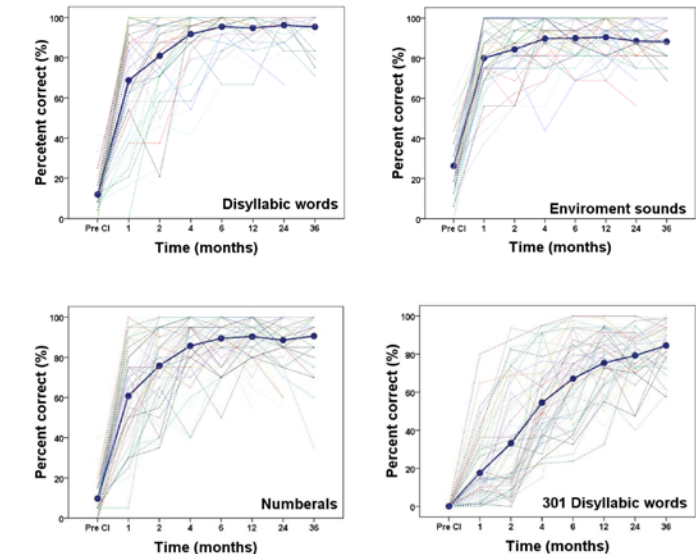 Percetent correct (%)
100
80
60
40
20
0
Disyllabic words
Pre CI 1 2 4 6 12 24 36
Time (months)
Percent correct (%)
100
80
60
40
20
0
Enviroment sounds
Pre CI 1 2 4 6 12 24 36
Time (months)
Percent correct (%)
100
80
60
40
20
0
Numberals
Pre CI 1 2 4 6 12 24 36
Time (months)
Percent correct (%)
100
80
60
40
20
0
301 Disyllabic words
Pre CI 1 2 4 6 12 24 36
Time (months)